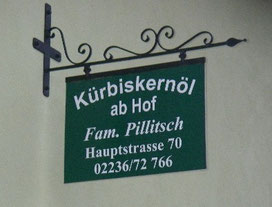 Kürbiskernöl
ab Hof
Fam. Pillitsch
Hauptstrasse 70
02236/72 766